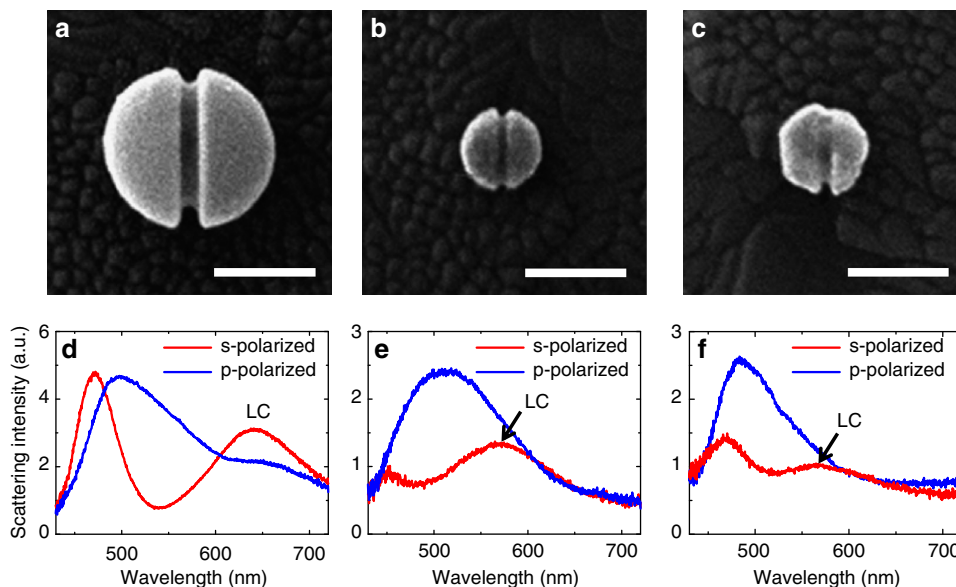 a
b
c
d
s-polarized
p-polarized
LC
e
s-polarized
p-polarized
LC
f
s-polarized
p-polarized
LC
Scattering intensity (a.u.)
6
4
2
0
500
600
700
Wavelength (nm)
3
2
1
0
500
600
700
Wavelength (nm)
3
2
1
0
500
600
700
Wavelength (nm)